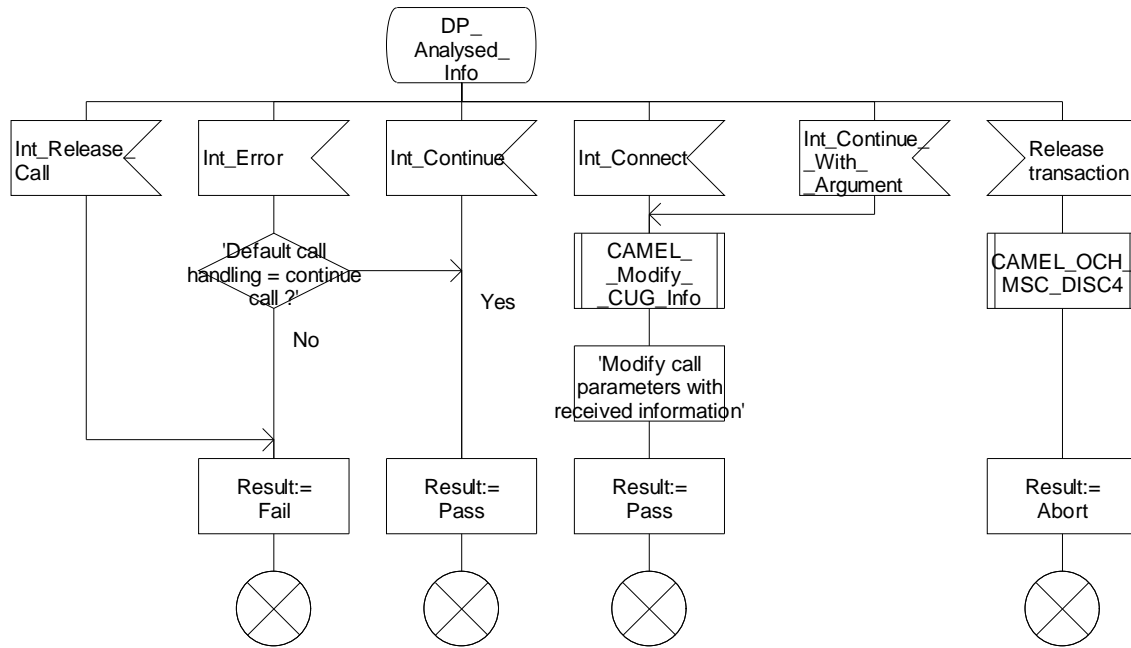 DP_
Analysed_
Info
Int_Release_
Call
Int_Error
Int_Continue
Int_Connect
Int_Continue_
_With_
_Argument
Release
transaction
'Default call
handling = continue
call ?'
Yes
No
CAMEL_
_Modify_
_CUG_Info
CAMEL_OCH_
MSC_DISC4
'Modify call
parameters with
received information'
Result:=
Fail
Result:=
Pass
Result:=
Pass
Result:=
Abort